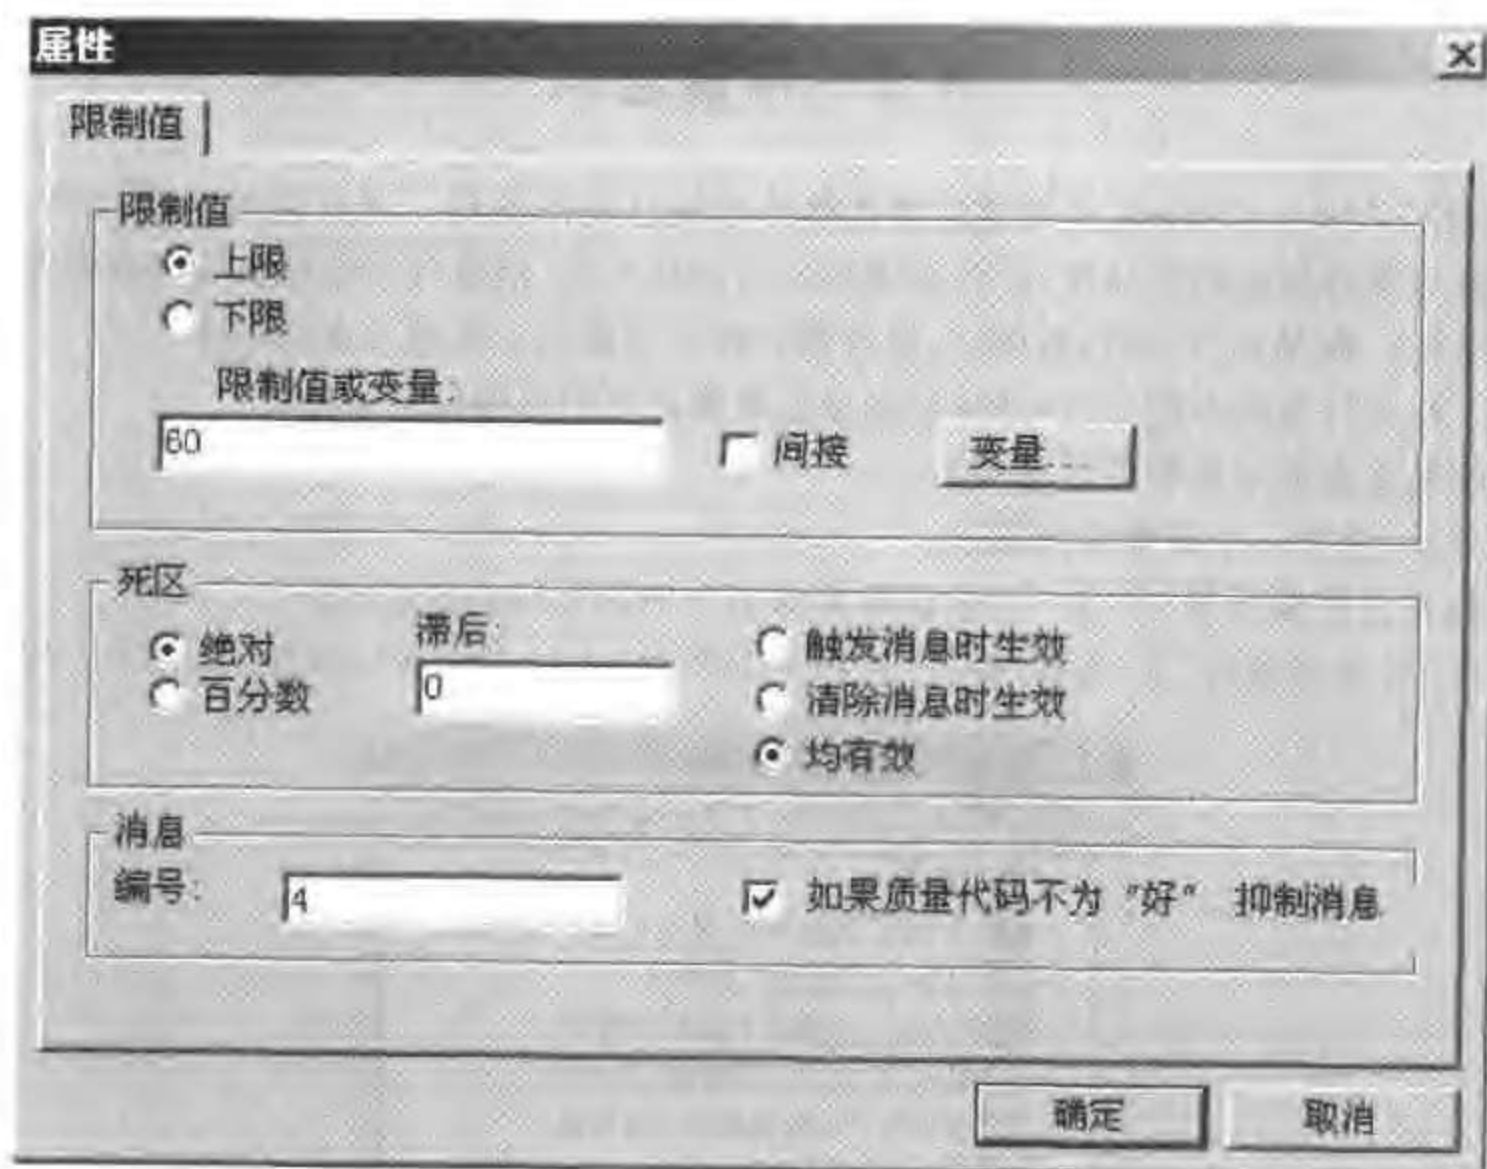 属性
限制值
限制值
上限
下限
限制值或变量:
60
间接
变量...
死区
绝对
百分数
滞后:
0
触发消息时生效
清除消息时生效
均有效
消息
编号:
4
如果质量代码不为“好” 抑制消息
确定
取消